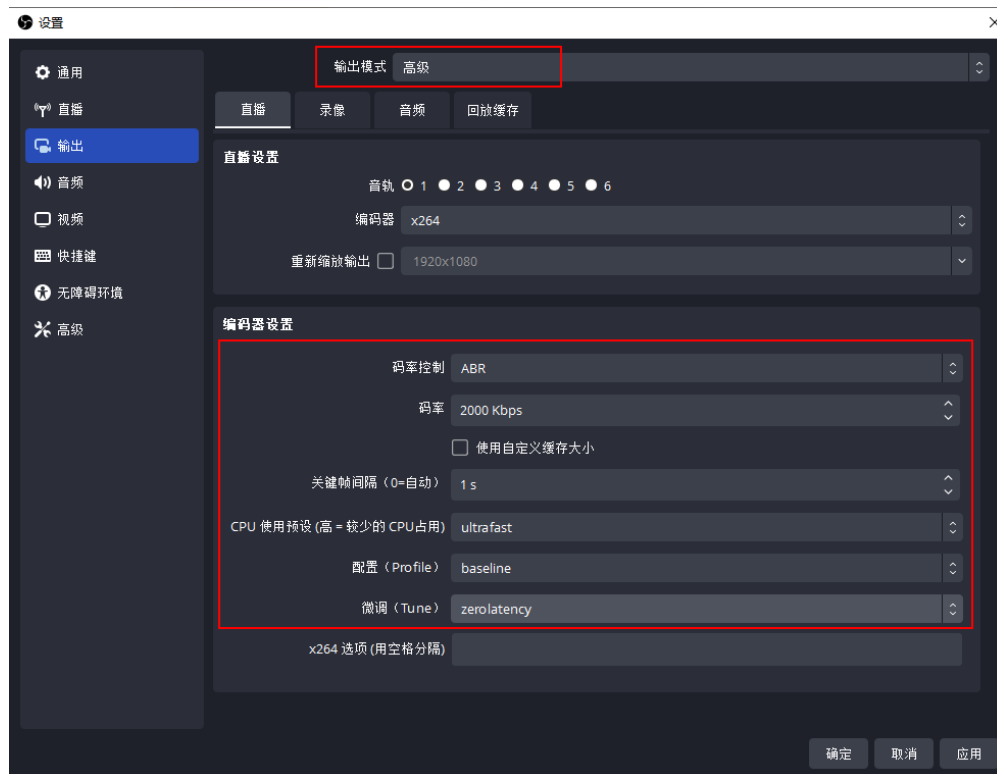 设置
通用
直播
输出
音频
视频
快捷键
无障碍环境
高级
输出模式 高级
直播 录像 音频 回放缓存
直播设置
音轨 1 2 3 4 5 6
编码器 x264
重新缩放输出 1920x1080
编码器设置
码率控制 ABR
码率 2000 Kbps
使用自定义缓存大小
关键帧间隔（0=自动） 1 s
CPU 使用预设 (高 = 较少的 CPU占用) ultrafast
配置（Profile） baseline
微调（Tune） zerolatency
x264 选项 (用空格分隔)
确定 取消 应用